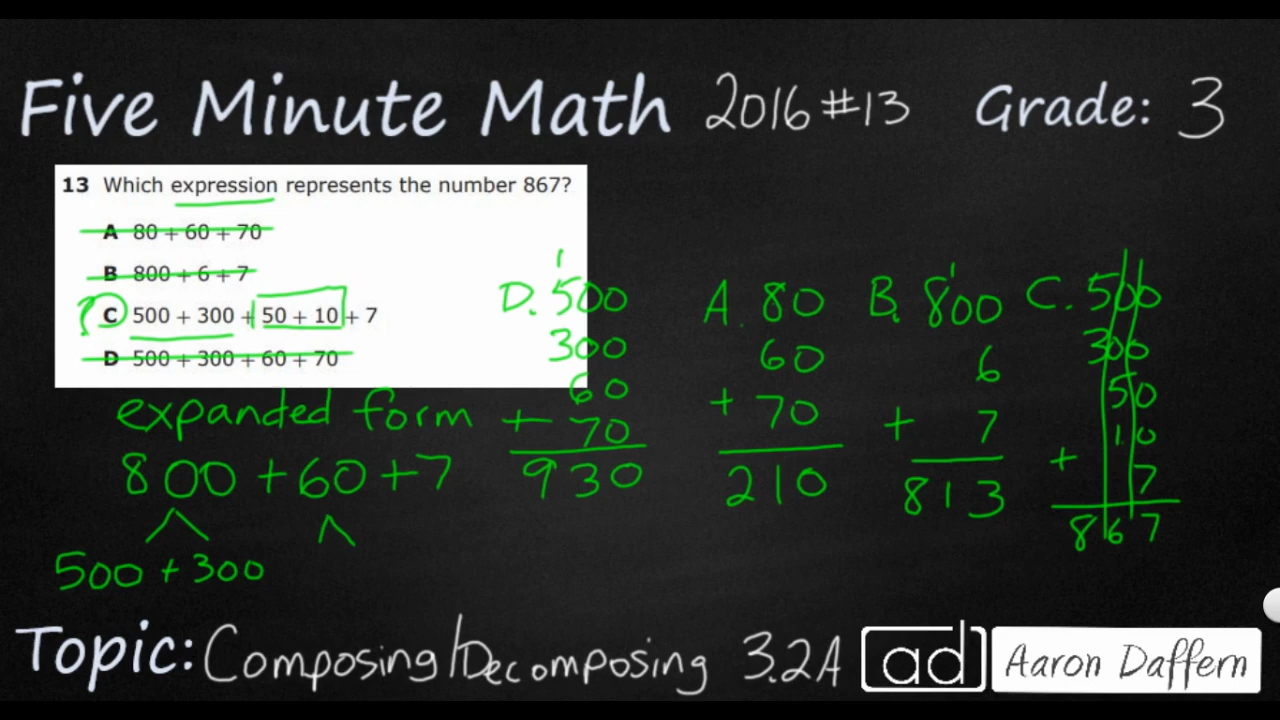 Five Minute Math 2016 #13 Grade: 3
13 Which expression represents the number 867?
A 80 + 60 + 70
B 800 + 6 + 7
? C 500 + 300 + 50 + 10 + 7
D 500 + 300 + 60 + 70
expanded form
800 + 60 + 7
500 + 300
1
D. 500
300
60
+ 70
930
A. 80
60
+ 70
210
1
B. 800
6
+ 7
813
C. 500
300
50
10
+ 7
867
Topic: Composing/Decomposing 3.2A ad Aaron Daffern